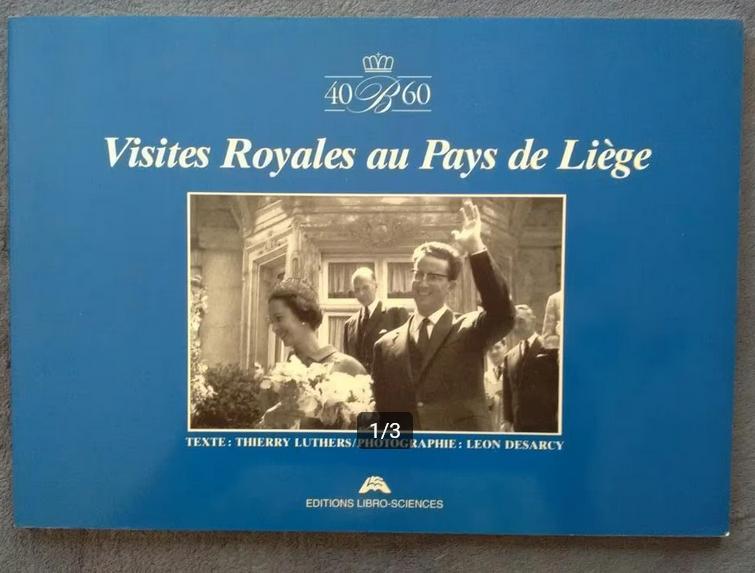 40 B 60
Visites Royales au Pays de Liège
1/3
TEXTE : THIERRY LUTHERS/PHOTOGRAPHIE : LEON DESARCY
EDITIONS LIBRO-SCIENCES